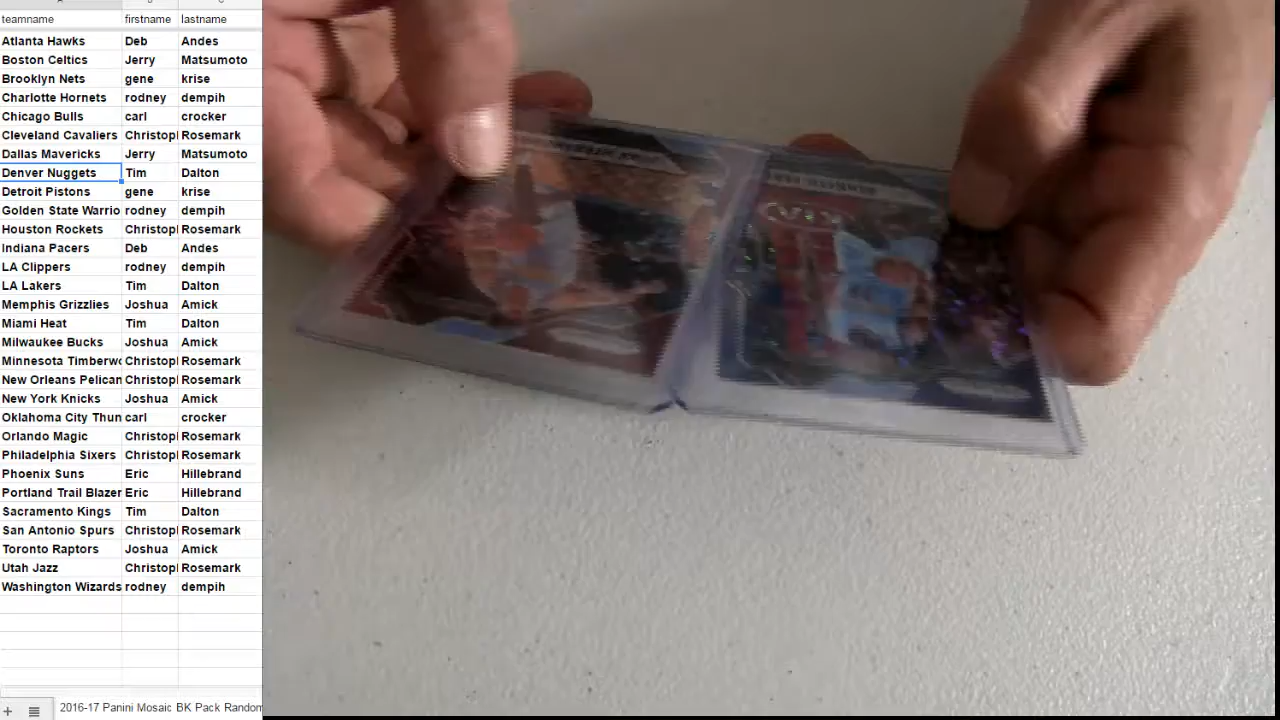 teamname firstname lastname
Atlanta Hawks Deb Andes
Boston Celtics Jerry Matsumoto
Brooklyn Nets gene krise
Charlotte Hornets rodney dempih
Chicago Bulls carl crocker
Cleveland Cavaliers Christopl Rosemark
Dallas Mavericks Jerry Matsumoto
Denver Nuggets Tim Dalton
Detroit Pistons gene krise
Golden State Warrio rodney dempih
Houston Rockets Christopl Rosemark
Indiana Pacers Deb Andes
LA Clippers rodney dempih
LA Lakers Tim Dalton
Memphis Grizzlies Joshua Amick
Miami Heat Tim Dalton
Milwaukee Bucks Joshua Amick
Minnesota Timberwo Christopl Rosemark
New Orleans Pelican Christopl Rosemark
New York Knicks Joshua Amick
Oklahoma City Thun carl crocker
Orlando Magic Christopl Rosemark
Philadelphia Sixers Christopl Rosemark
Phoenix Suns Eric Hillebrand
Portland Trail Blazer Eric Hillebrand
Sacramento Kings Tim Dalton
San Antonio Spurs Christopl Rosemark
Toronto Raptors Joshua Amick
Utah Jazz Christopl Rosemark
Washington Wizards rodney dempih
2016-17 Panini Mosaic BK Pack Random